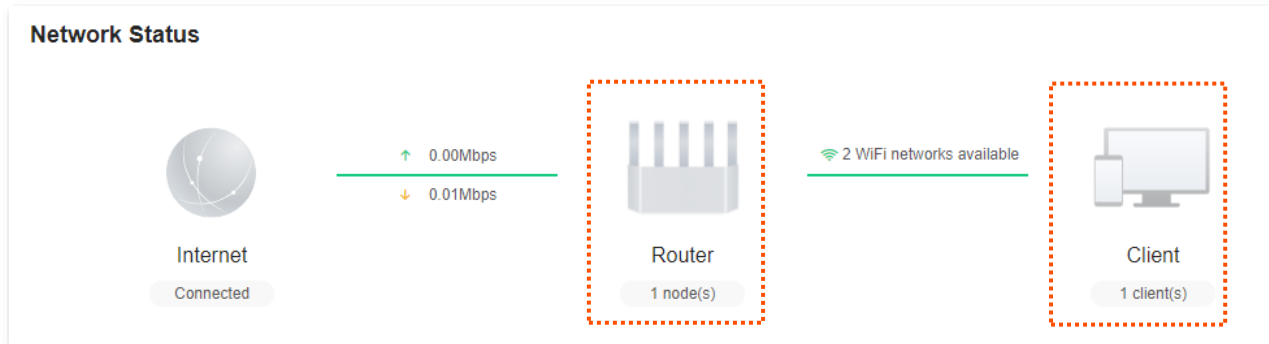 Network Status
0.00Mbps
2 WiFi networks available
0.01Mbps
Internet
Router
Client
Connected
1 node(s)
1 client(s)